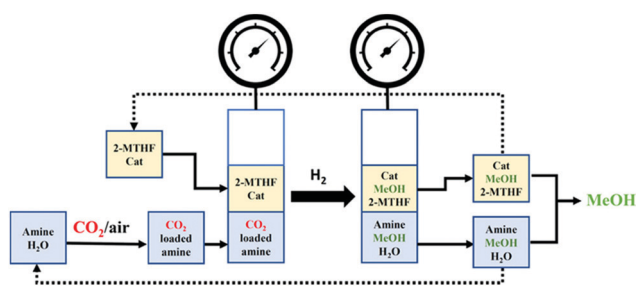 2-MTHF
Cat
Amine
H₂O
CO₂/air
CO₂
loaded
amine
2-MTHF
Cat
CO₂
loaded
amine
H₂
Cat
MeOH
2-MTHF
Amine
MeOH
H₂O
Cat
MeOH
2-MTHF
Amine
MeOH
H₂O
MeOH